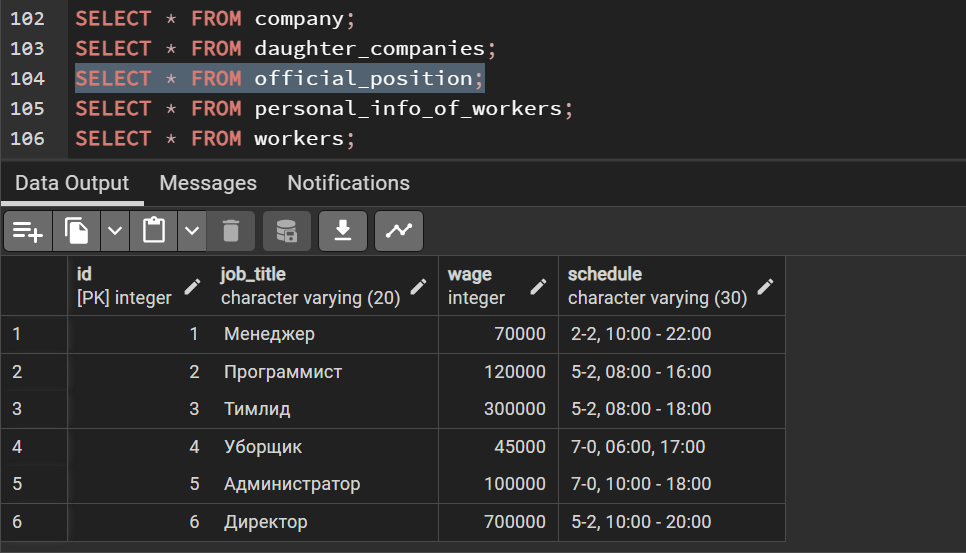 102 SELECT * FROM company;
103 SELECT * FROM daughter_companies;
104 SELECT * FROM official_position;
105 SELECT * FROM personal_info_of_workers;
106 SELECT * FROM workers;
Data Output Messages Notifications
id job_title wage schedule
[PK] integer character varying (20) integer character varying (30)
1 1 Менеджер 70000 2-2, 10:00 - 22:00
2 2 Программист 120000 5-2, 08:00 - 16:00
3 3 Тимлид 300000 5-2, 08:00 - 18:00
4 4 Уборщик 45000 7-0, 06:00, 17:00
5 5 Администратор 100000 7-0, 10:00 - 18:00
6 6 Директор 700000 5-2, 10:00 - 20:00